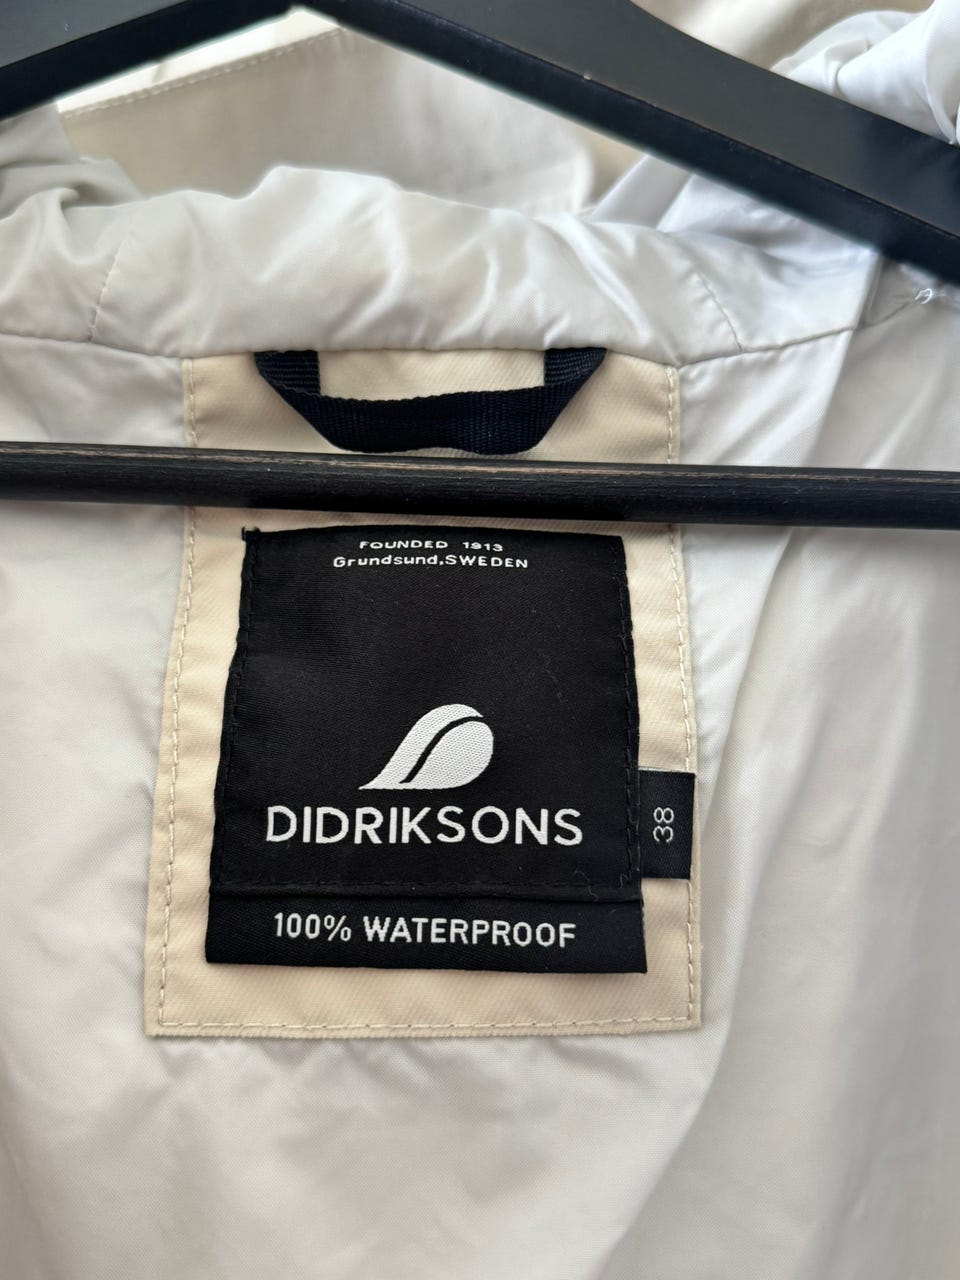 FOUNDED 1913
Grundsund.SWEDEN
DIDRIKSONS
38
100% WATERPROOF